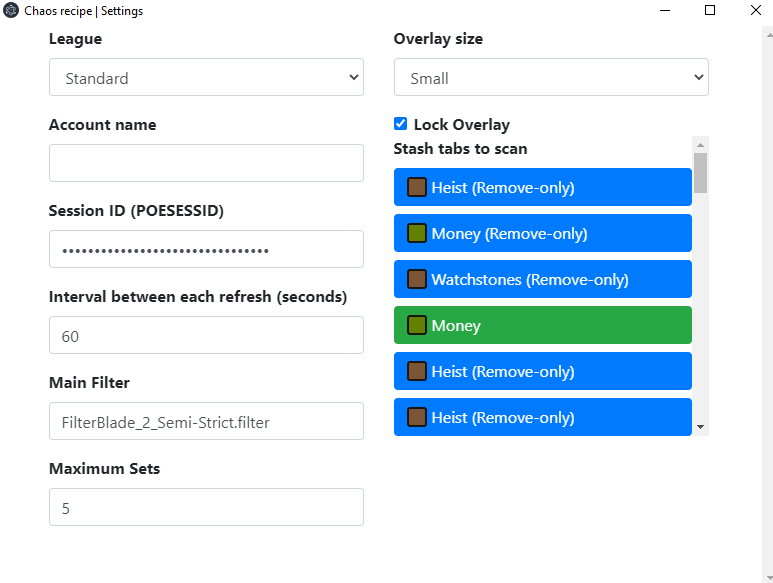 Chaos recipe | Settings
League
Standard
Account name
Session ID (POESESSID)
••••••••••••••••••••••••••••••••
Interval between each refresh (seconds)
60
Main Filter
FilterBlade_2_Semi-Strict.filter
Maximum Sets
5
Overlay size
Small
Lock Overlay
Stash tabs to scan
Heist (Remove-only)
Money (Remove-only)
Watchstones (Remove-only)
Money
Heist (Remove-only)
Heist (Remove-only)